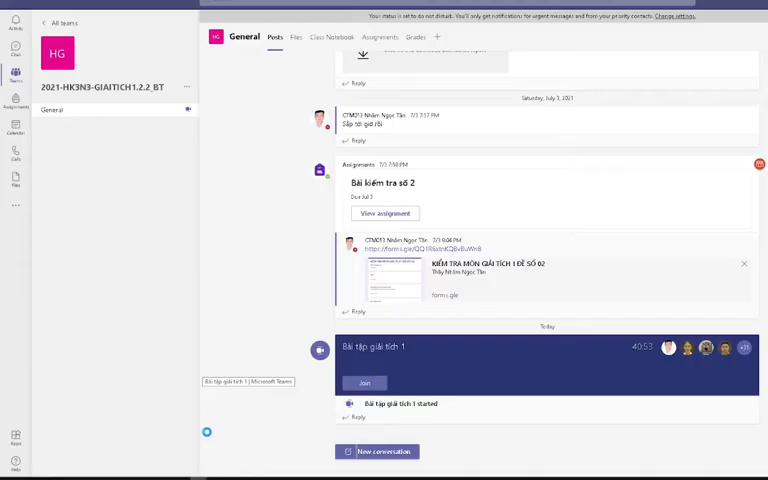 Your status is set to do not disturb. You'll only get notifications for urgent messages and from your priority contacts. Change settings.
Activity
Chat
Teams
Assignments
Calendar
Calls
Files
Apps
Help
All teams
HG
2021-HK3N3-GIAITICH1.2.2_BT
General
HG General Posts Files Class Notebook Assignments Grades
Reply
Saturday, July 3, 2021
CTM013 Nhâm Ngọc Tần 7/3 7:57 PM
Sắp tới giờ rồi
Reply
Assignments 7/3 7:58 PM
Bài kiểm tra số 2
Due Jul 3
View assignment
CTM013 Nhâm Ngọc Tần 7/3 8:04 PM
KIỂM TRA MÔN GIẢI TÍCH 1 ĐỀ SỐ 02
Thầy Nhâm Ngọc Tần
forms.gle
Reply
Today
Bài tập giải tích 1 40:53 +31
Join
Bài tập giải tích 1 | Microsoft Teams
Bài tập giải tích 1 started
Reply
New conversation